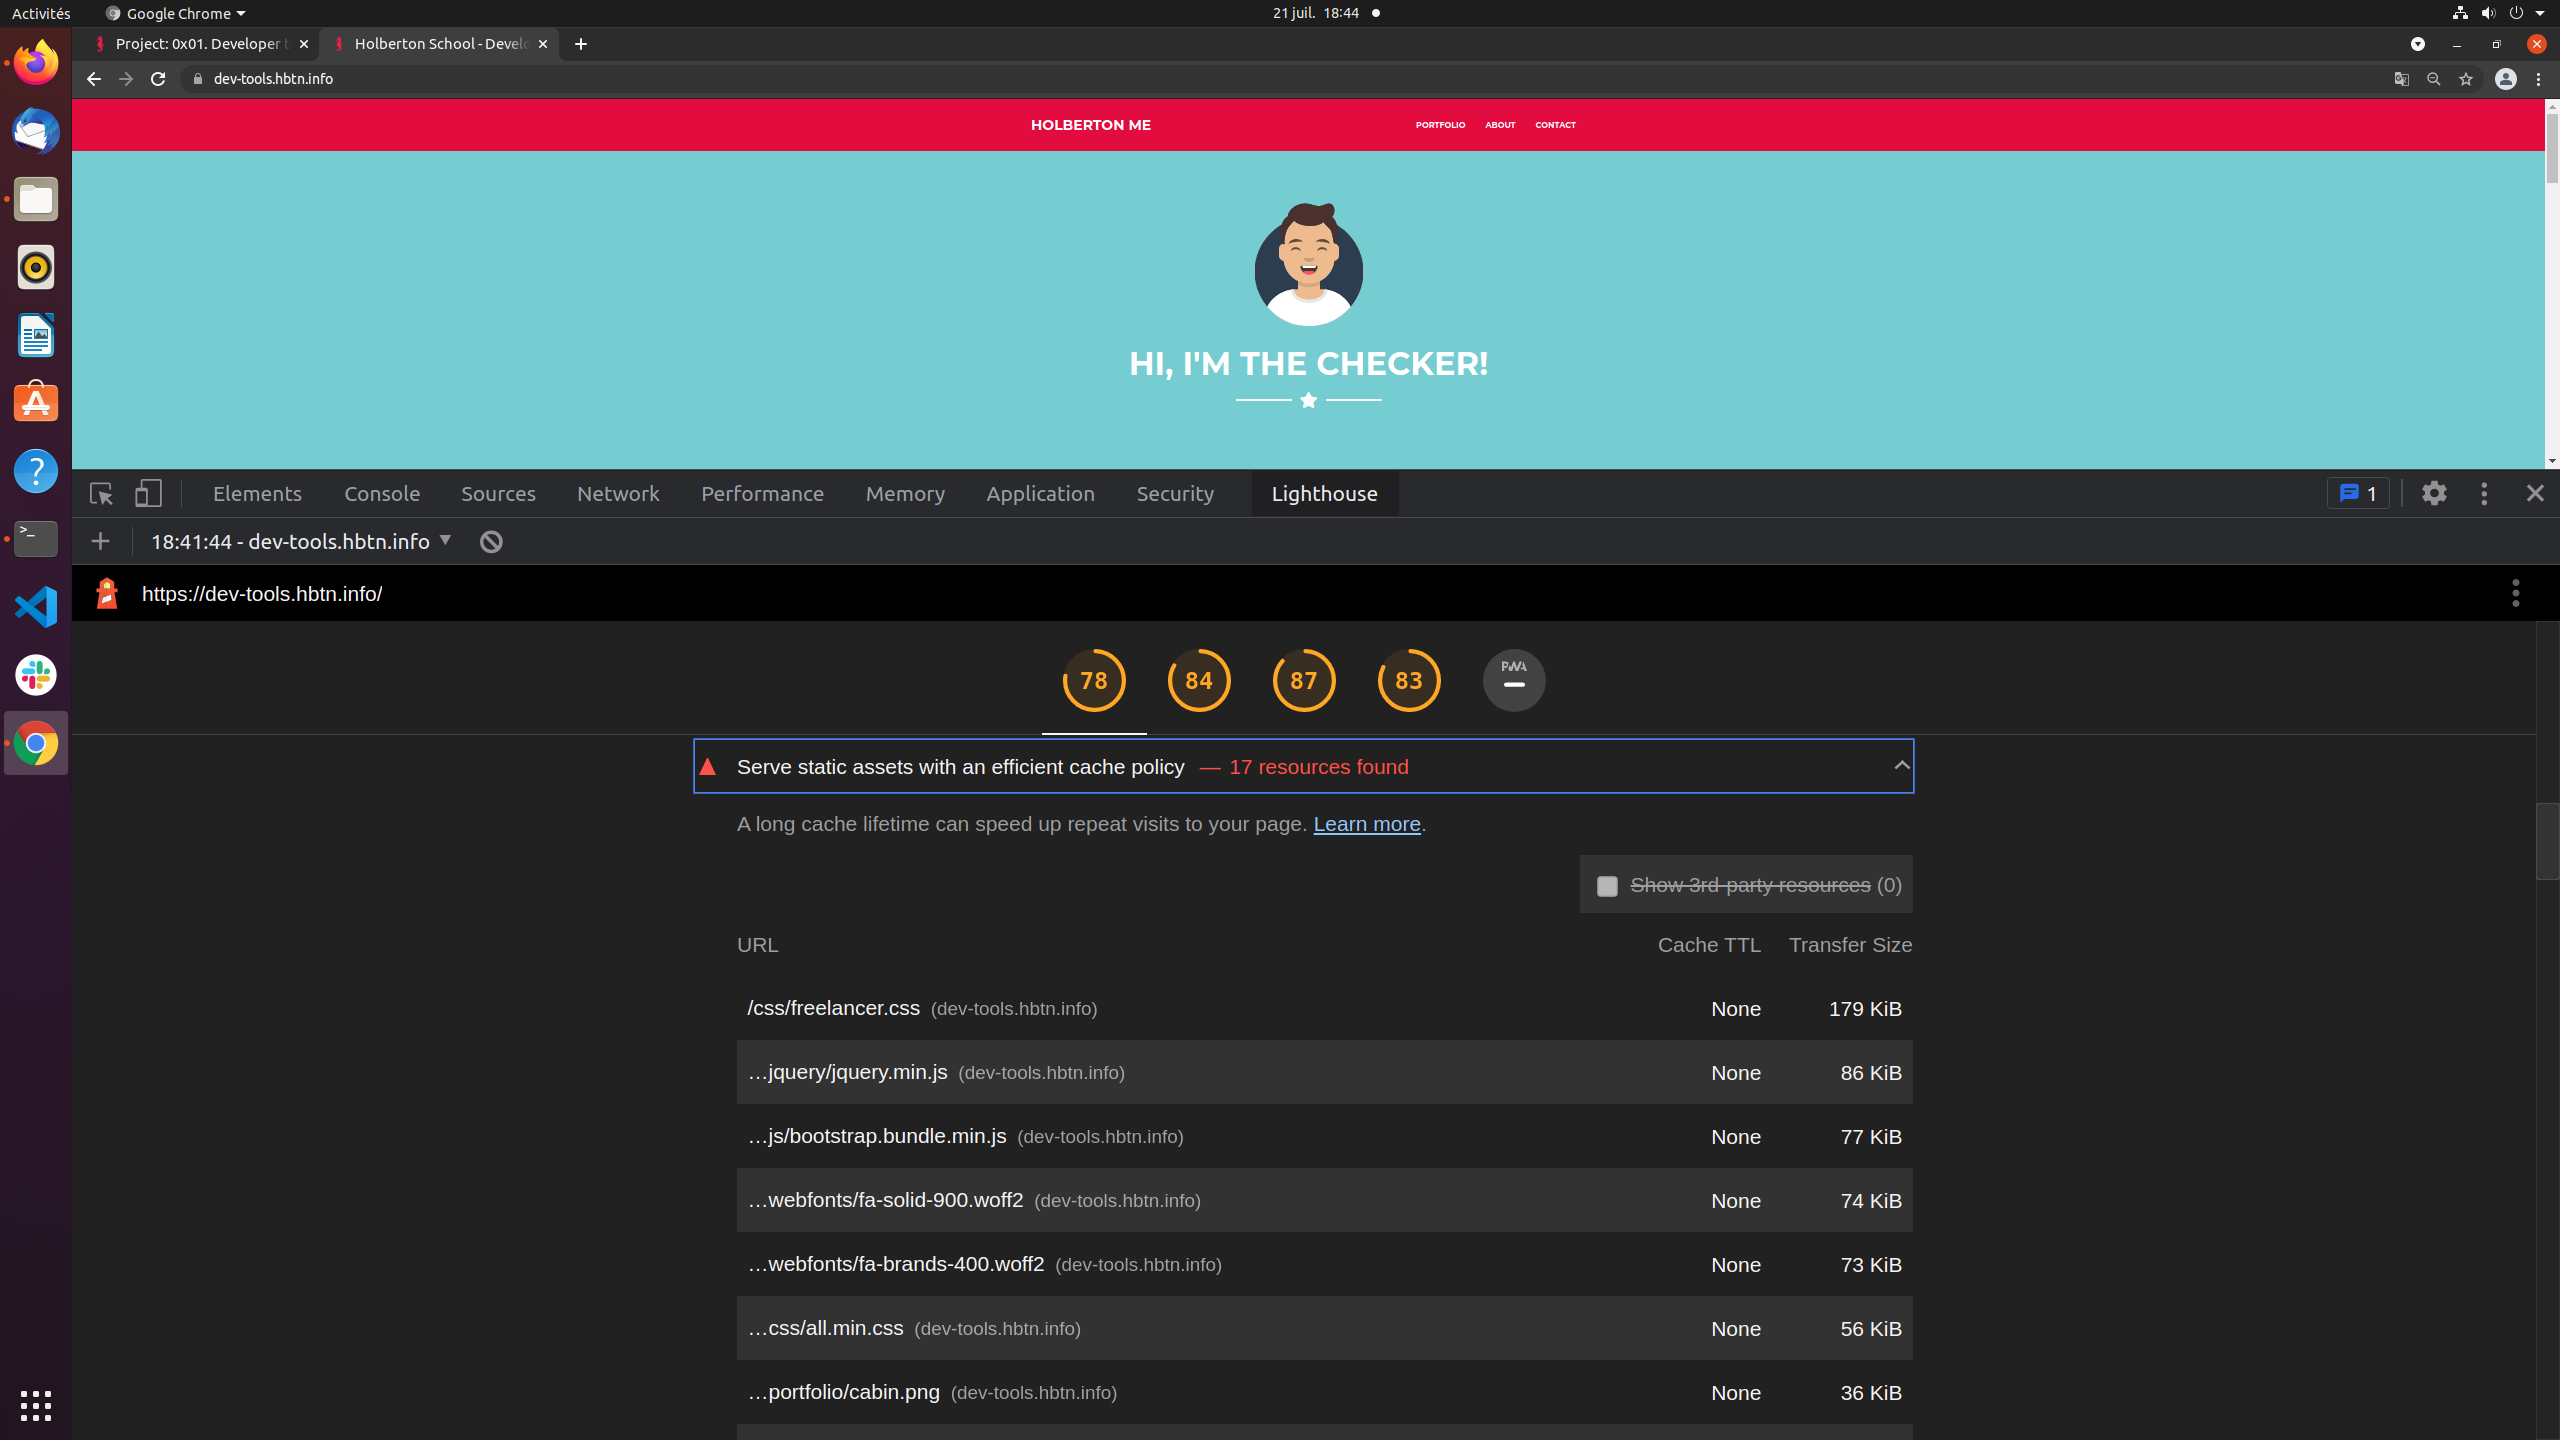 Activités
Google Chrome
21 juil. 18:44
Project: 0x01. Developer t
Holberton School - Develo
dev-tools.hbtn.info
HOLBERTON ME
PORTFOLIO
ABOUT
CONTACT
HI, I'M THE CHECKER!
Elements
Console
Sources
Network
Performance
Memory
Application
Security
Lighthouse
1
18:41:44 - dev-tools.hbtn.info
https://dev-tools.hbtn.info/
78
84
87
83
PWA
Serve static assets with an efficient cache policy — 17 resources found
A long cache lifetime can speed up repeat visits to your page. Learn more.
Show 3rd-party resources (0)
URL Cache TTL Transfer Size
/css/freelancer.css (dev-tools.hbtn.info) None 179 KiB
…jquery/jquery.min.js (dev-tools.hbtn.info) None 86 KiB
…js/bootstrap.bundle.min.js (dev-tools.hbtn.info) None 77 KiB
…webfonts/fa-solid-900.woff2 (dev-tools.hbtn.info) None 74 KiB
…webfonts/fa-brands-400.woff2 (dev-tools.hbtn.info) None 73 KiB
…css/all.min.css (dev-tools.hbtn.info) None 56 KiB
…portfolio/cabin.png (dev-tools.hbtn.info) None 36 KiB